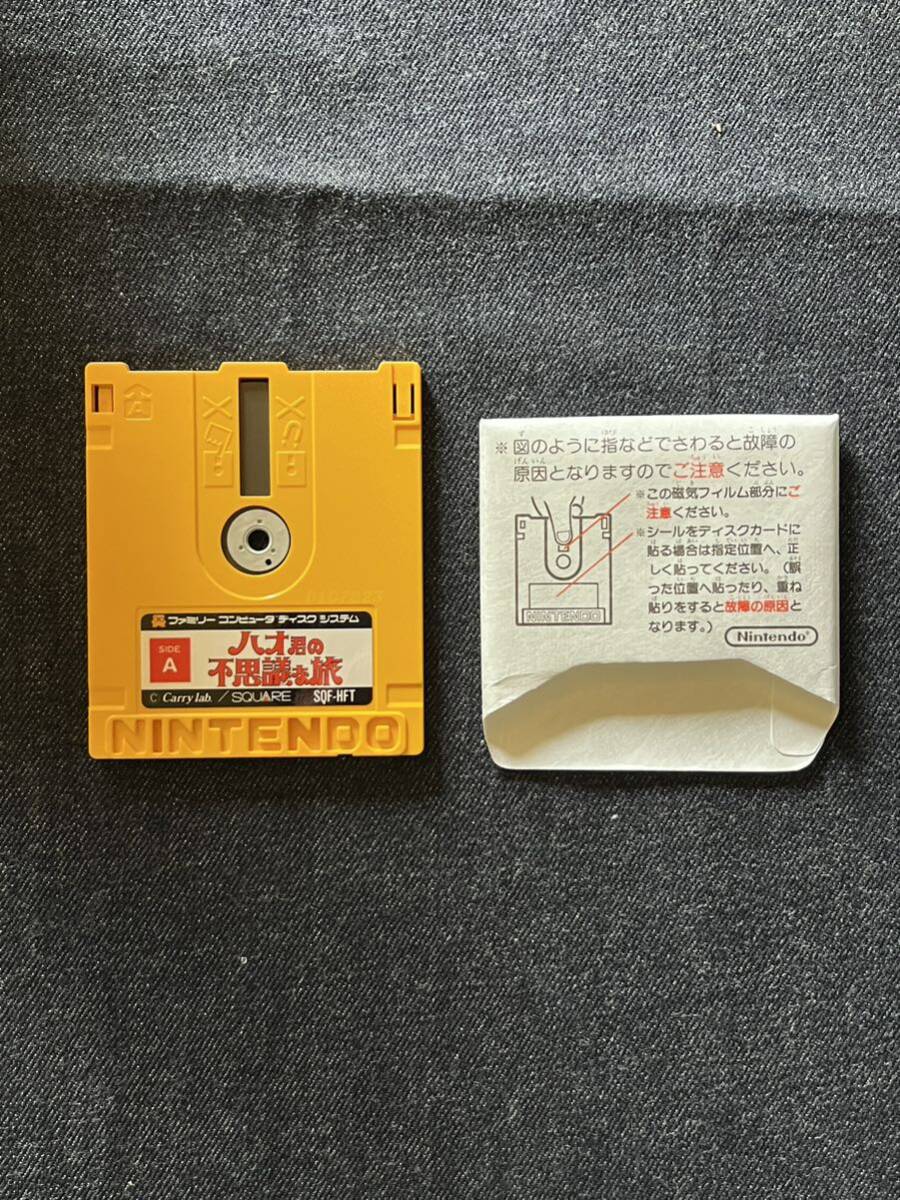 A
ファミリー コンピュータ ディスク システム
SIDE
A
ハオ君の
不思議な旅
© Carry lab. / SQUARE SQF-HFT
NINTENDO
※図のように指などでさわると故障の
原因となりますのでご注意ください。
※この磁気フィルム部分にご
注意ください。
※シールをディスクカードに
貼る場合は指定位置へ、正
しく貼ってください。(誤
った位置へ貼ったり、重ね
貼りをすると故障の原因と
なります。)
NINTENDO
Nintendo®